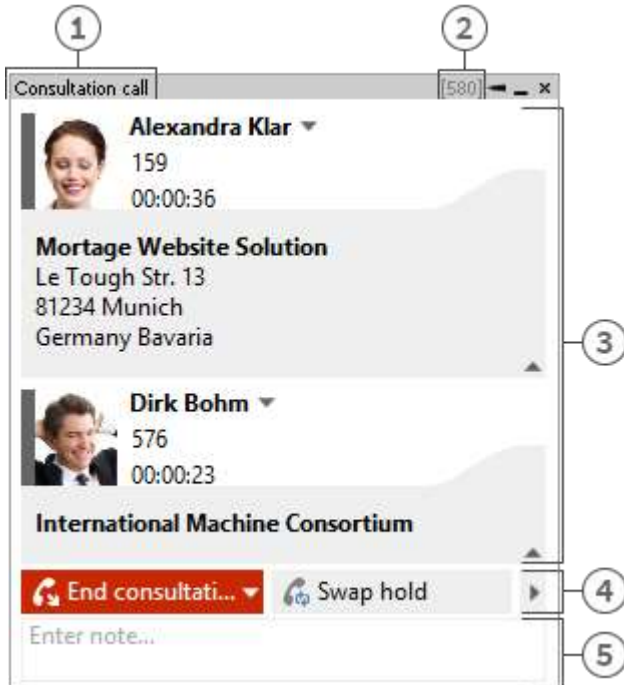 1
2
Consultation call
[580]
Alexandra Klar
159
00:00:36
Mortage Website Solution
Le Tough Str. 13
81234 Munich
Germany Bavaria
3
Dirk Bohm
576
00:00:23
International Machine Consortium
End consultati...
Swap hold
4
Enter note...
5